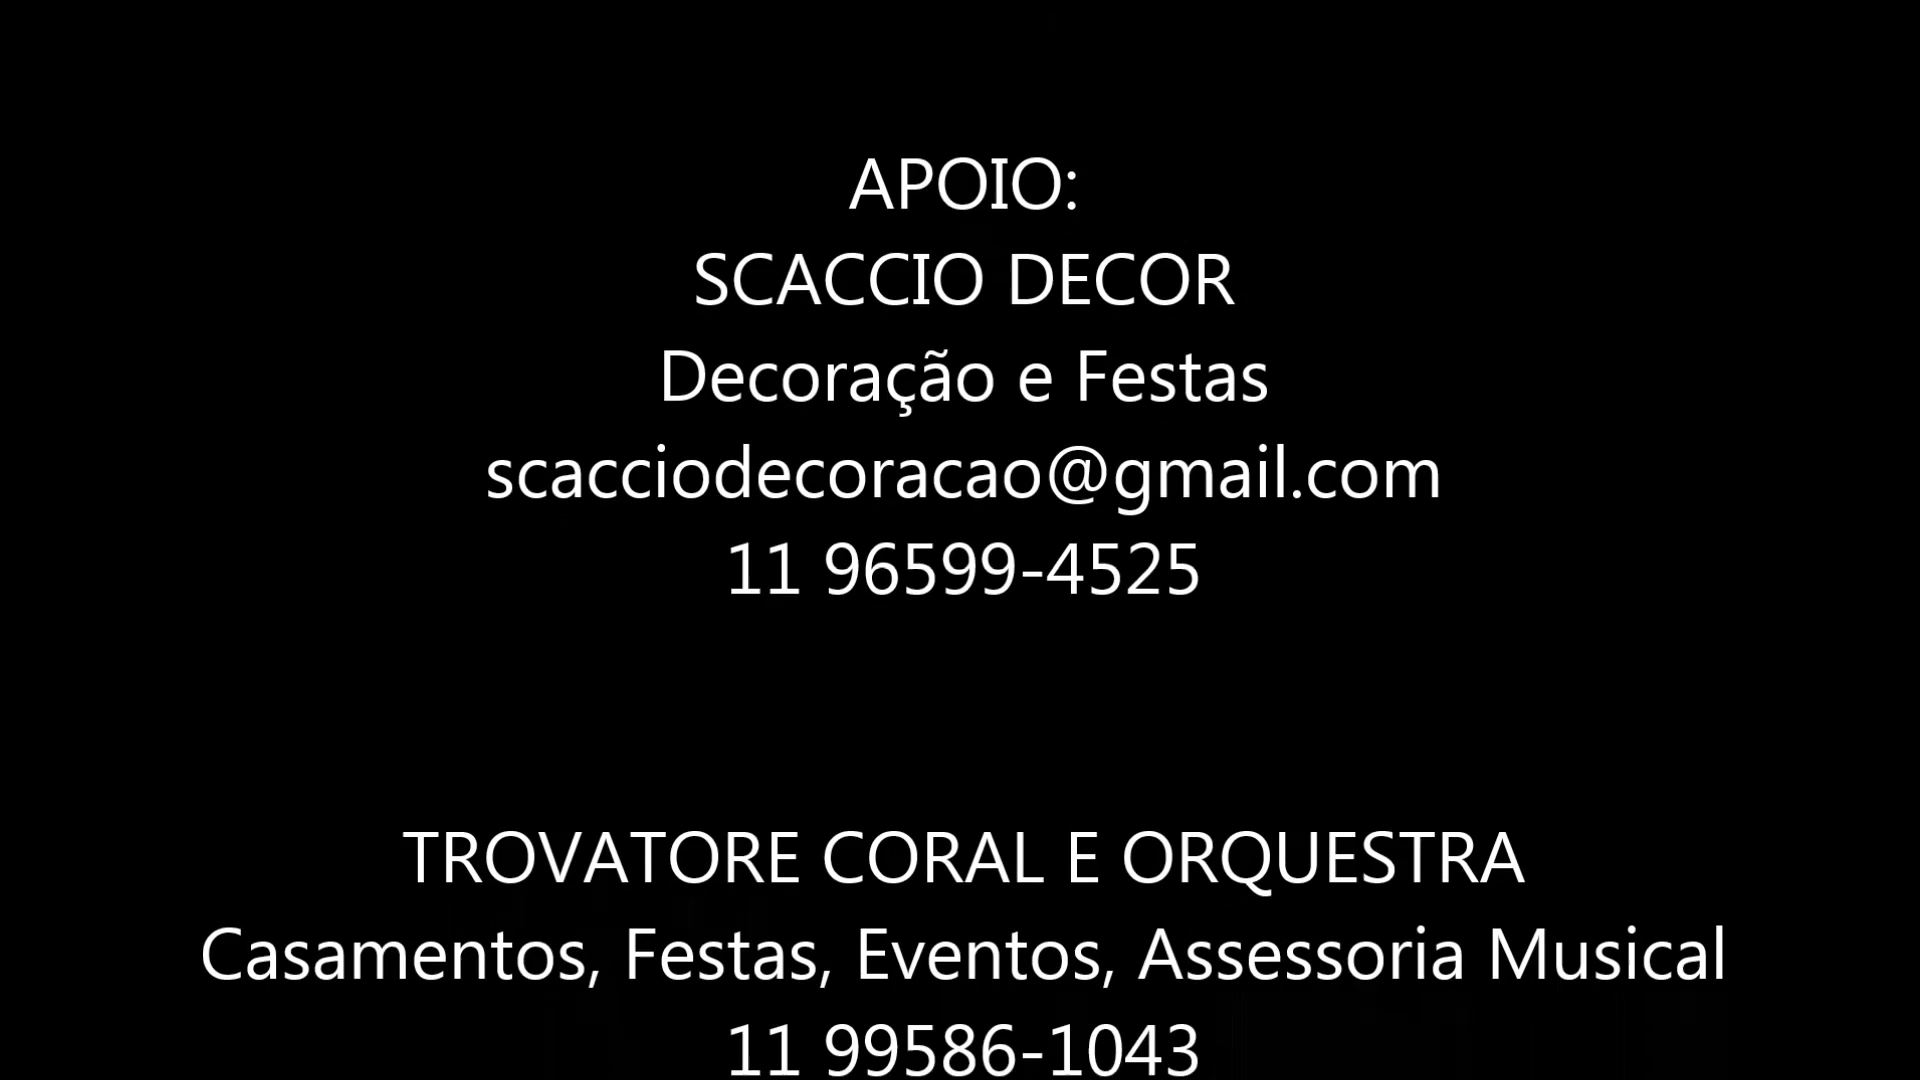 APOIO:
SCACCIO DECOR
Decoração e Festas
scacciodecoracao@gmail.com
11 96599-4525
TROVATORE CORAL E ORQUESTRA
Casamentos, Festas, Eventos, Assessoria Musical
11 99586-1043